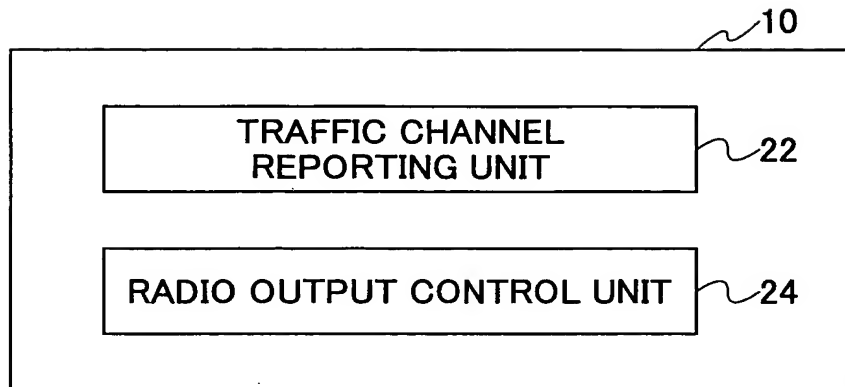 10
TRAFFIC CHANNEL
REPORTING UNIT
22
RADIO OUTPUT CONTROL UNIT
24